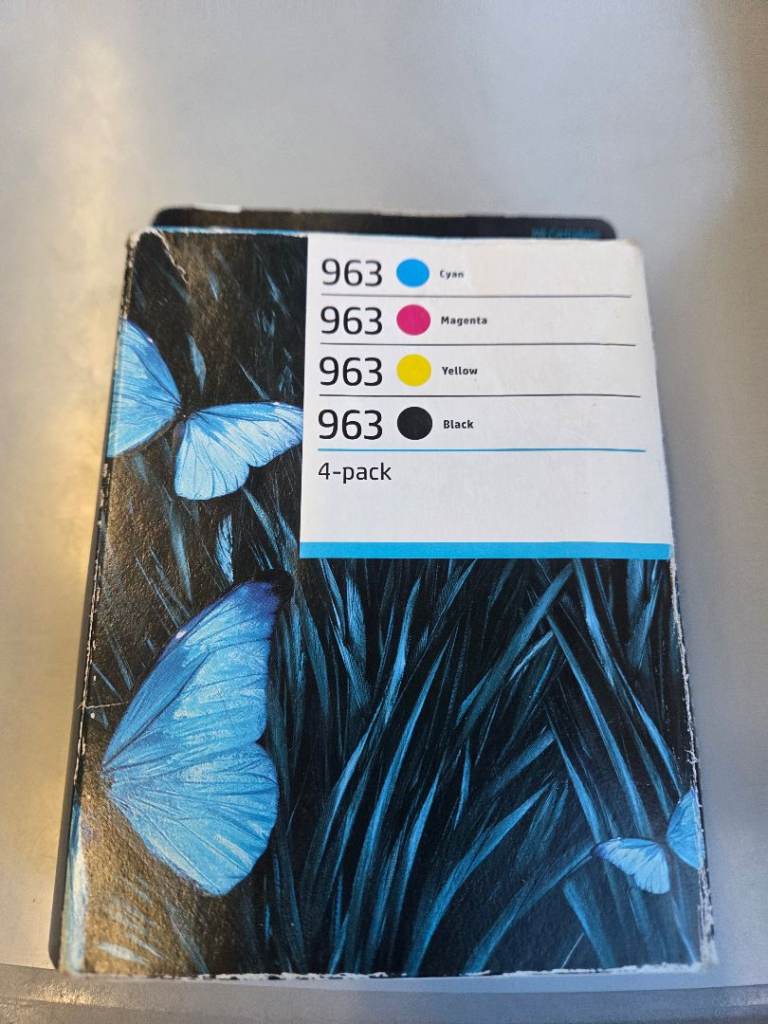 963 Cyan
963 Magenta
963 Yellow
963 Black
4-pack